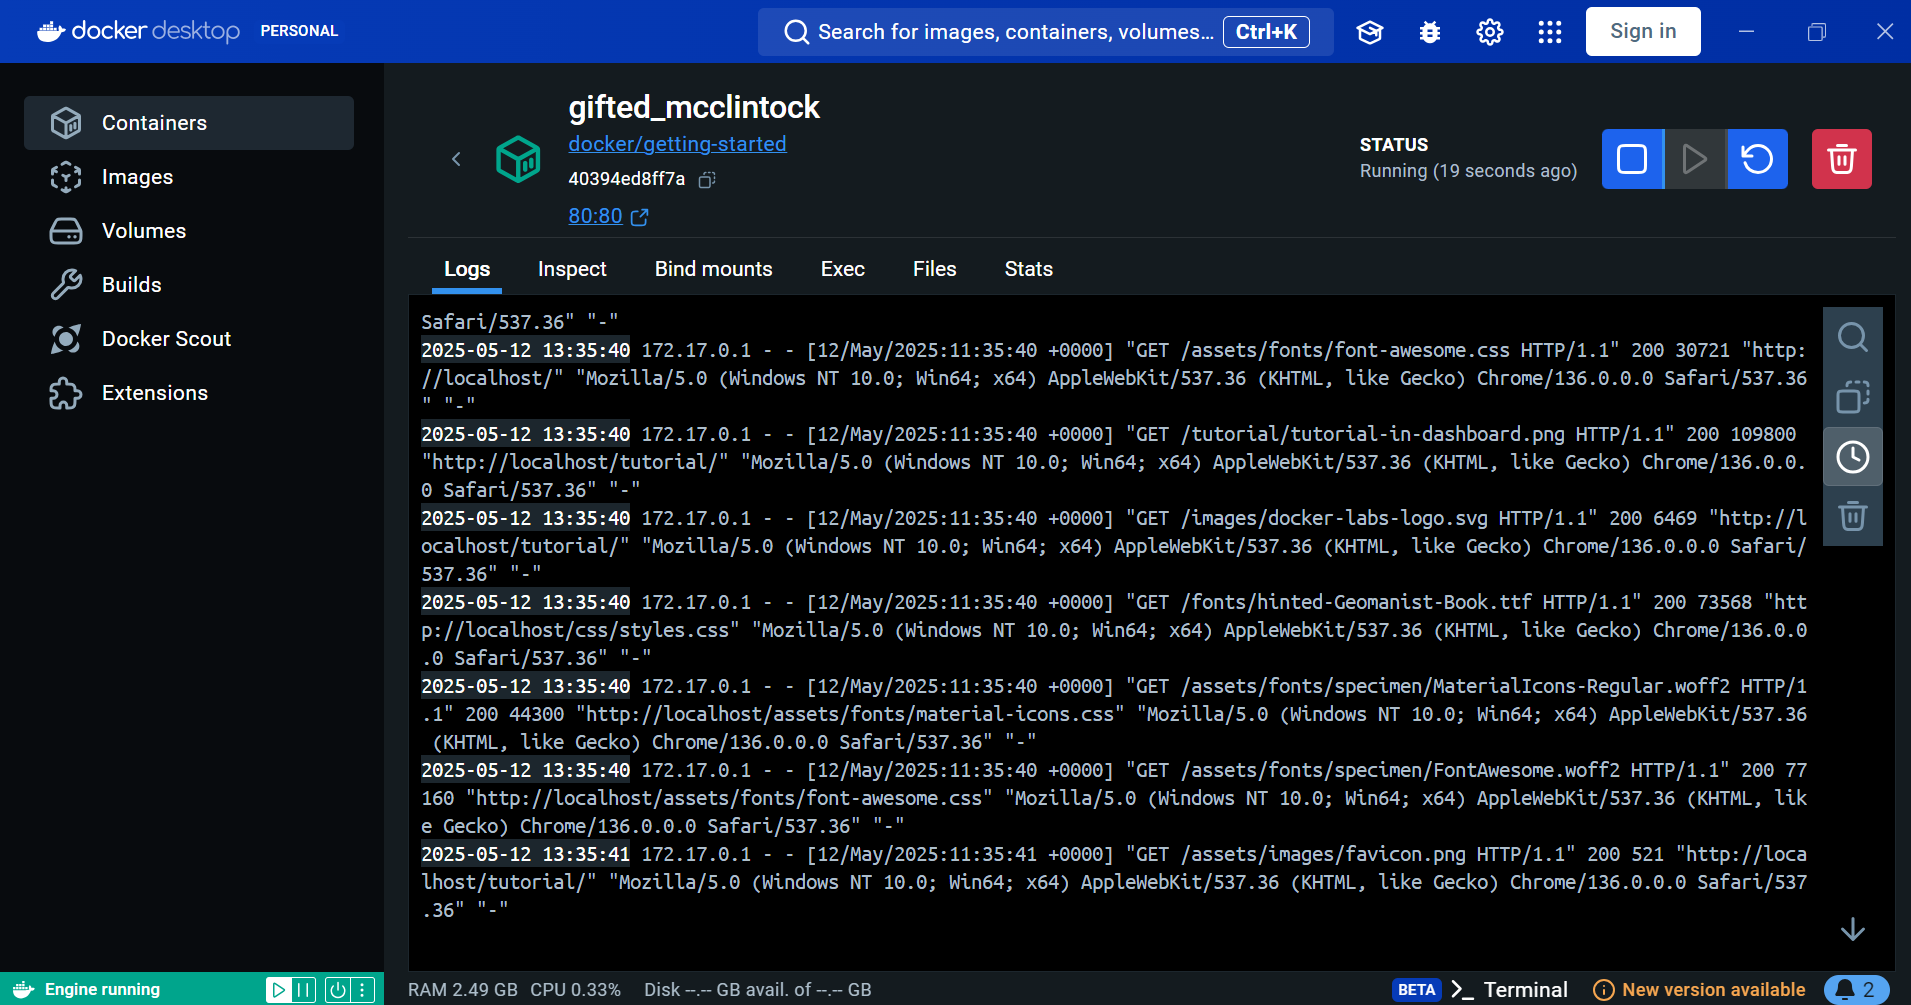 docker desktop PERSONAL
Search for images, containers, volumes... Ctrl+K
Sign in
Containers
Images
Volumes
Builds
Docker Scout
Extensions
gifted_mcclintock
docker/getting-started
40394ed8ff7a
80:80
STATUS
Running (19 seconds ago)
Logs Inspect Bind mounts Exec Files Stats
Safari/537.36" "-"
2025-05-12 13:35:40 172.17.0.1 - - [12/May/2025:11:35:40 +0000] "GET /assets/fonts/font-awesome.css HTTP/1.1" 200 30721 "http:
//localhost/" "Mozilla/5.0 (Windows NT 10.0; Win64; x64) AppleWebKit/537.36 (KHTML, like Gecko) Chrome/136.0.0.0 Safari/537.36
" "-"
2025-05-12 13:35:40 172.17.0.1 - - [12/May/2025:11:35:40 +0000] "GET /tutorial/tutorial-in-dashboard.png HTTP/1.1" 200 109800
"http://localhost/tutorial/" "Mozilla/5.0 (Windows NT 10.0; Win64; x64) AppleWebKit/537.36 (KHTML, like Gecko) Chrome/136.0.0.
0 Safari/537.36" "-"
2025-05-12 13:35:40 172.17.0.1 - - [12/May/2025:11:35:40 +0000] "GET /images/docker-labs-logo.svg HTTP/1.1" 200 6469 "http://l
ocalhost/tutorial/" "Mozilla/5.0 (Windows NT 10.0; Win64; x64) AppleWebKit/537.36 (KHTML, like Gecko) Chrome/136.0.0.0 Safari/
537.36" "-"
2025-05-12 13:35:40 172.17.0.1 - - [12/May/2025:11:35:40 +0000] "GET /fonts/hinted-Geomanist-Book.ttf HTTP/1.1" 200 73568 "htt
p://localhost/css/styles.css" "Mozilla/5.0 (Windows NT 10.0; Win64; x64) AppleWebKit/537.36 (KHTML, like Gecko) Chrome/136.0.0
.0 Safari/537.36" "-"
2025-05-12 13:35:40 172.17.0.1 - - [12/May/2025:11:35:40 +0000] "GET /assets/fonts/specimen/MaterialIcons-Regular.woff2 HTTP/1
.1" 200 44300 "http://localhost/assets/fonts/material-icons.css" "Mozilla/5.0 (Windows NT 10.0; Win64; x64) AppleWebKit/537.36
(KHTML, like Gecko) Chrome/136.0.0.0 Safari/537.36" "-"
2025-05-12 13:35:40 172.17.0.1 - - [12/May/2025:11:35:40 +0000] "GET /assets/fonts/specimen/FontAwesome.woff2 HTTP/1.1" 200 77
160 "http://localhost/assets/fonts/font-awesome.css" "Mozilla/5.0 (Windows NT 10.0; Win64; x64) AppleWebKit/537.36 (KHTML, lik
e Gecko) Chrome/136.0.0.0 Safari/537.36" "-"
2025-05-12 13:35:41 172.17.0.1 - - [12/May/2025:11:35:41 +0000] "GET /assets/images/favicon.png HTTP/1.1" 200 521 "http://loca
lhost/tutorial/" "Mozilla/5.0 (Windows NT 10.0; Win64; x64) AppleWebKit/537.36 (KHTML, like Gecko) Chrome/136.0.0.0 Safari/537
.36" "-"
Engine running
RAM 2.49 GB CPU 0.33% Disk --.-- GB avail. of --.-- GB
BETA >_ Terminal
New version available
2